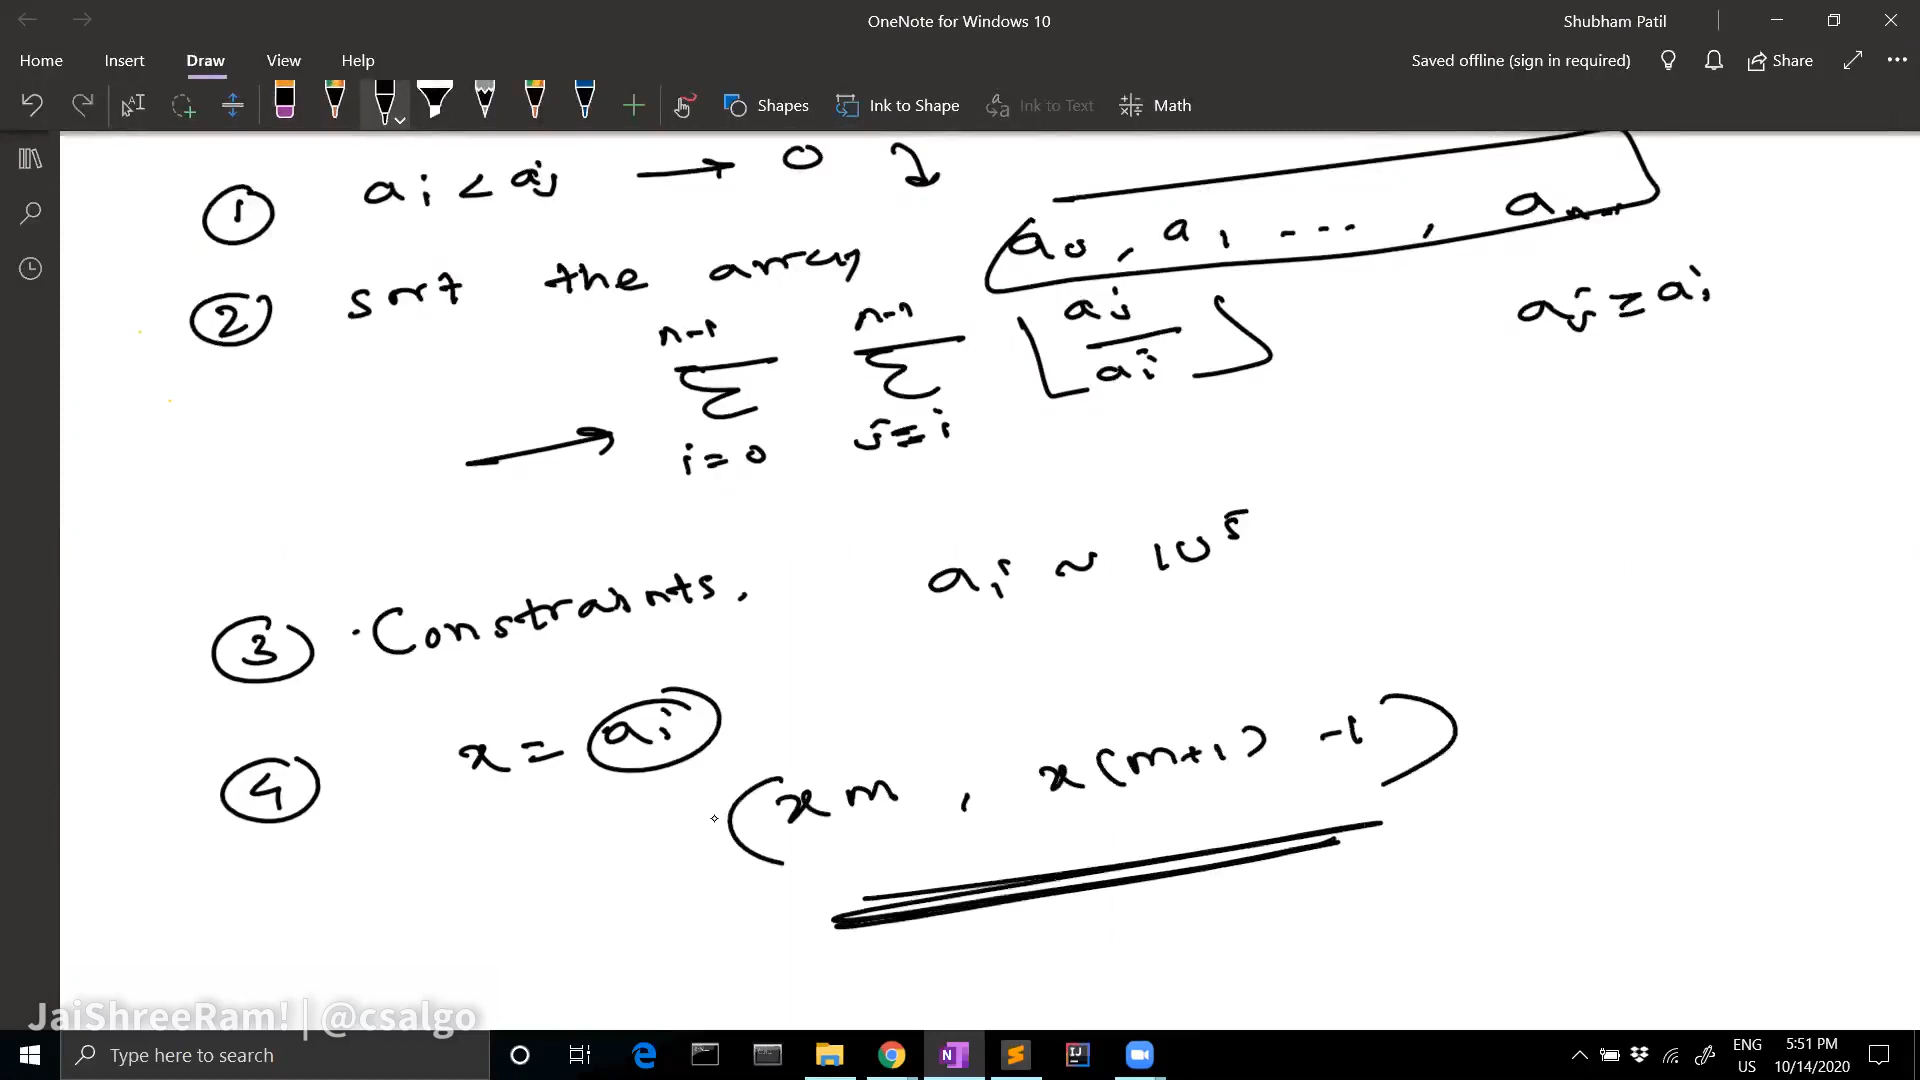 OneNote for Windows 10
Shubham Patil
Home Insert Draw View Help
Saved offline (sign in required) Share
Shapes Ink to Shape Ink to Text Math
① ai < aj → 0
a0, a1 ---- , an-1
② sort the array
aj ≥ ai
→ n-1 Σ i=0 n-1 Σ j=i ⌊aj/ai⌋
③ Constraints. ai ~ 10^5
④ x = ai
(xm , x(m+1) -1)
JaiShreeRam! | @csalgo
Type here to search
ENG
US
5:51 PM
10/14/2020